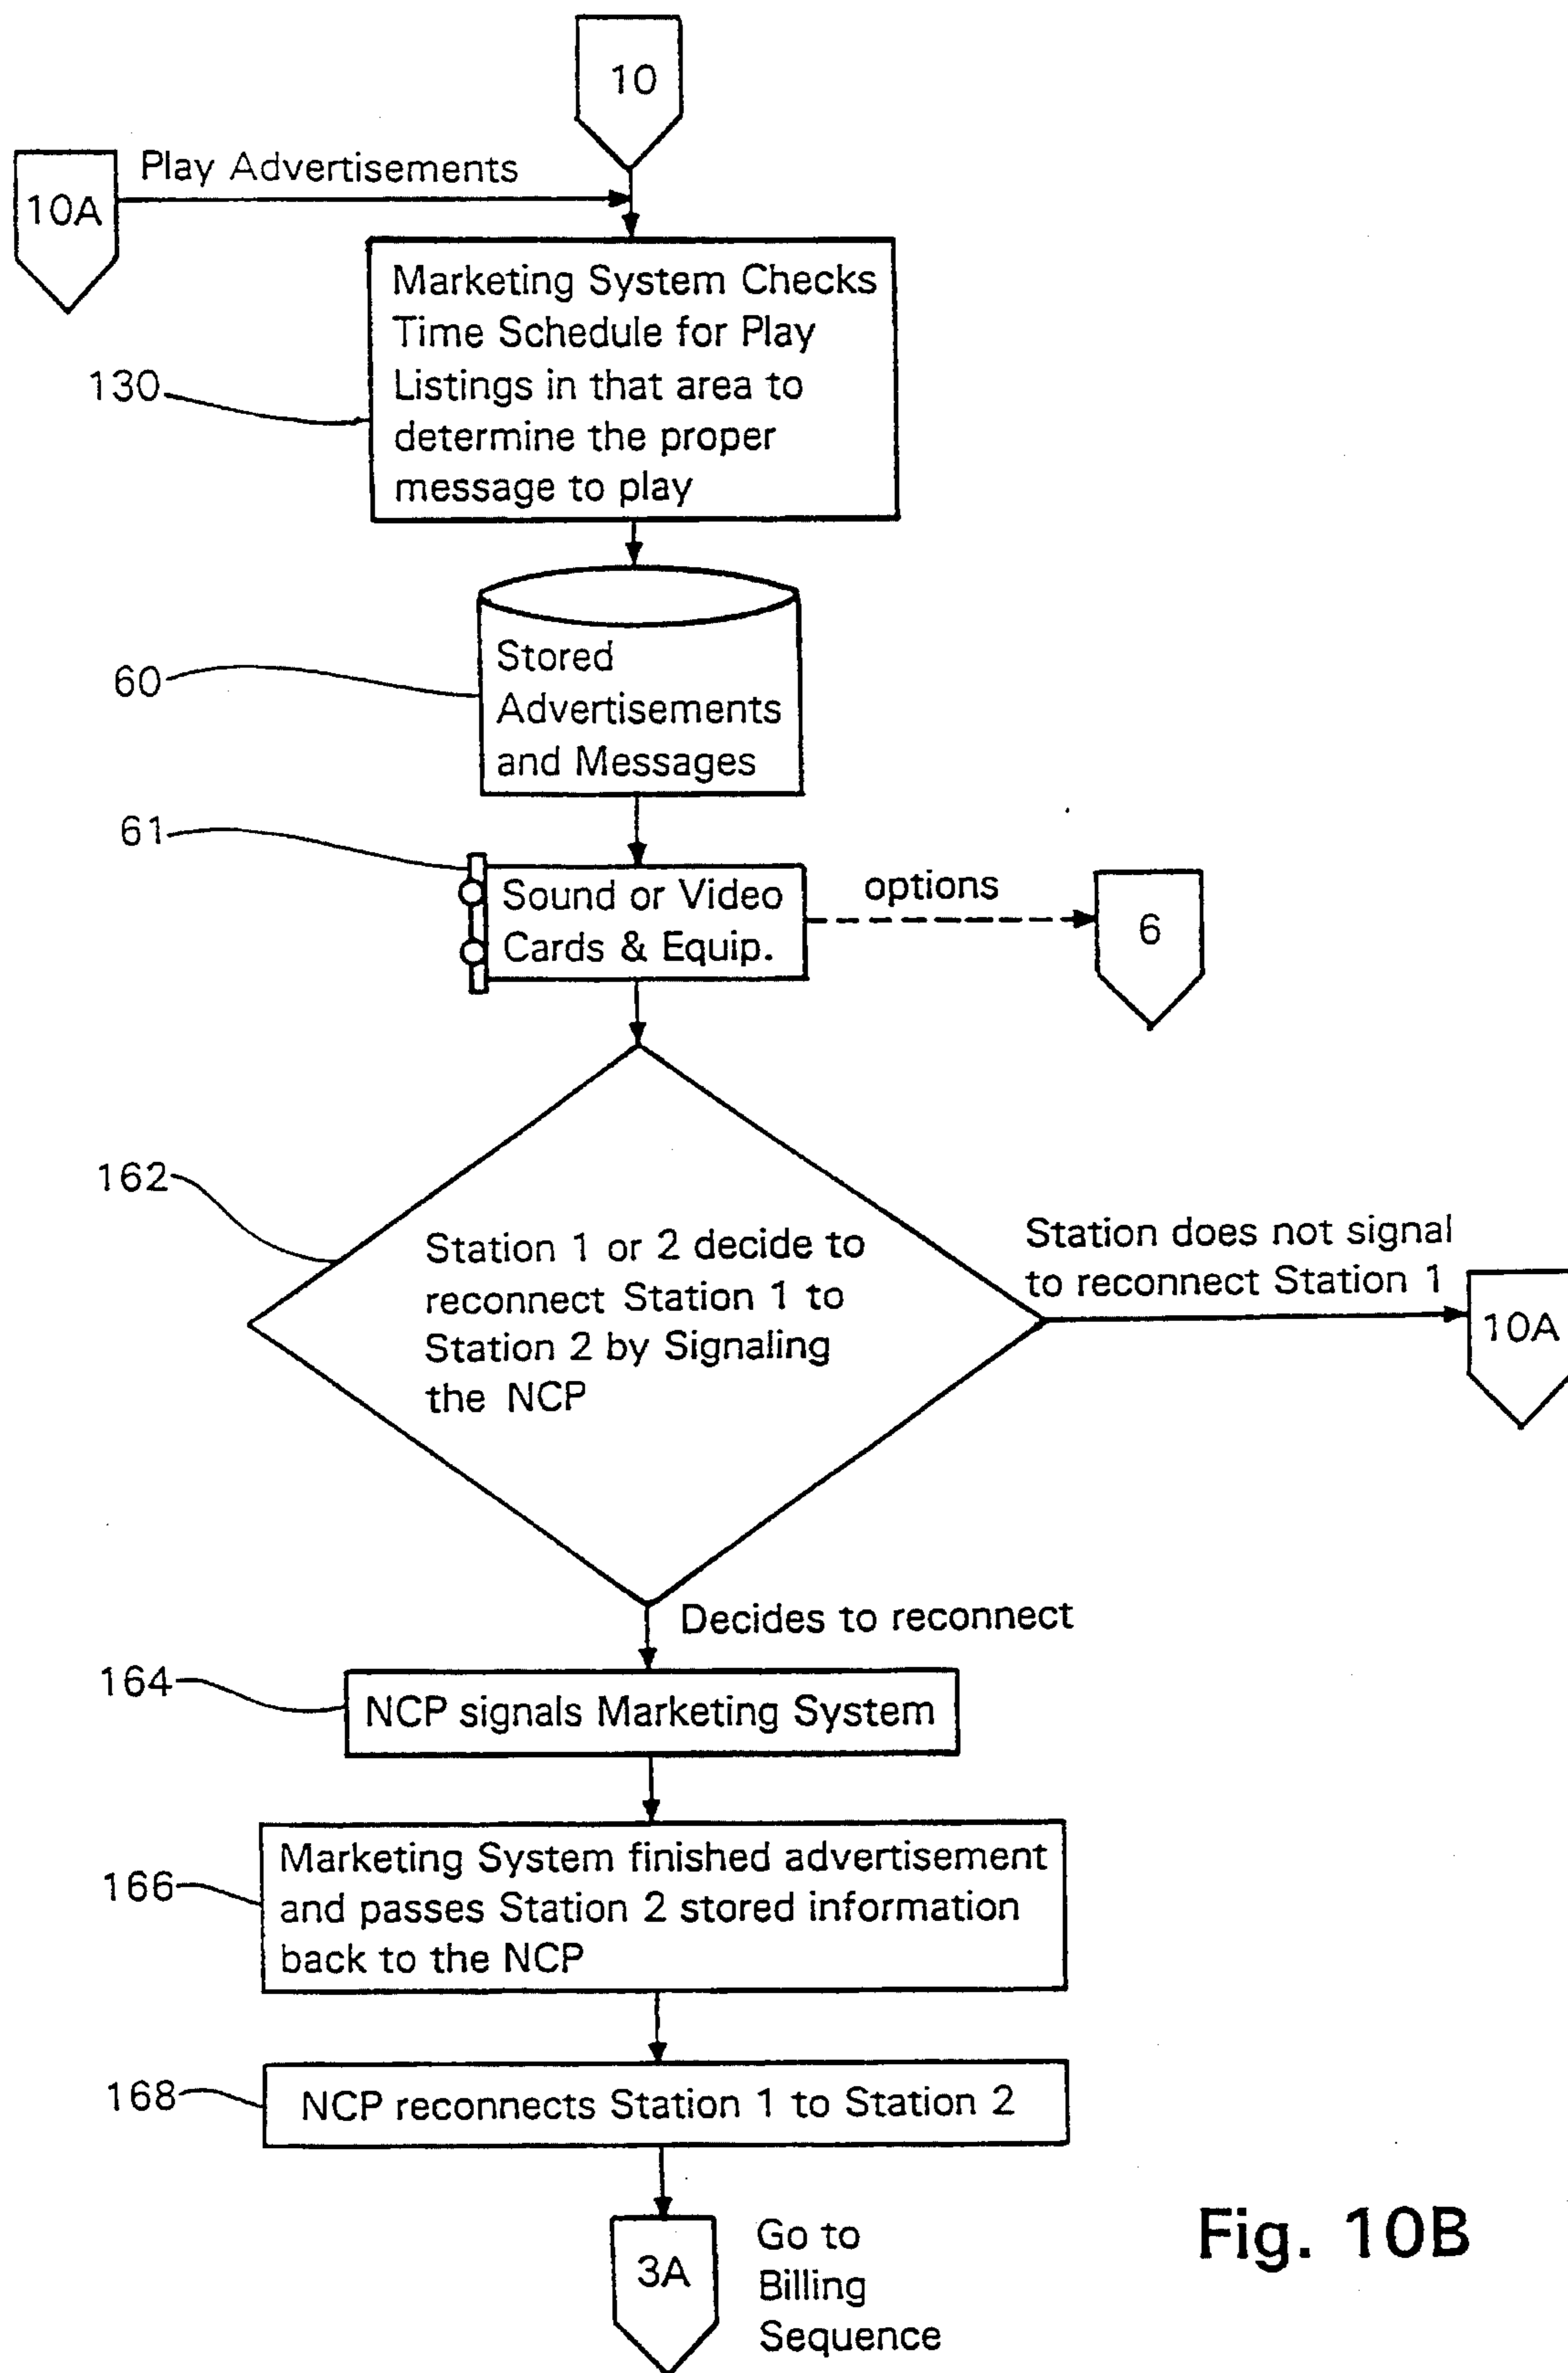 10
Play Advertisements
10A
Marketing System Checks
Time Schedule for Play
Listings in that area to
determine the proper
message to play
130
Stored
Advertisements
and Messages
60
61
Sound or Video
Cards & Equip.
options
6
162
Station 1 or 2 decide to
reconnect Station 1 to
Station 2 by Signaling
the NCP
Station does not signal
to reconnect Station 1
10A
Decides to reconnect
164
NCP signals Marketing System
166
Marketing System finished advertisement
and passes Station 2 stored information
back to the NCP
168
NCP reconnects Station 1 to Station 2
3A
Go to
Billing
Sequence
Fig. 10B